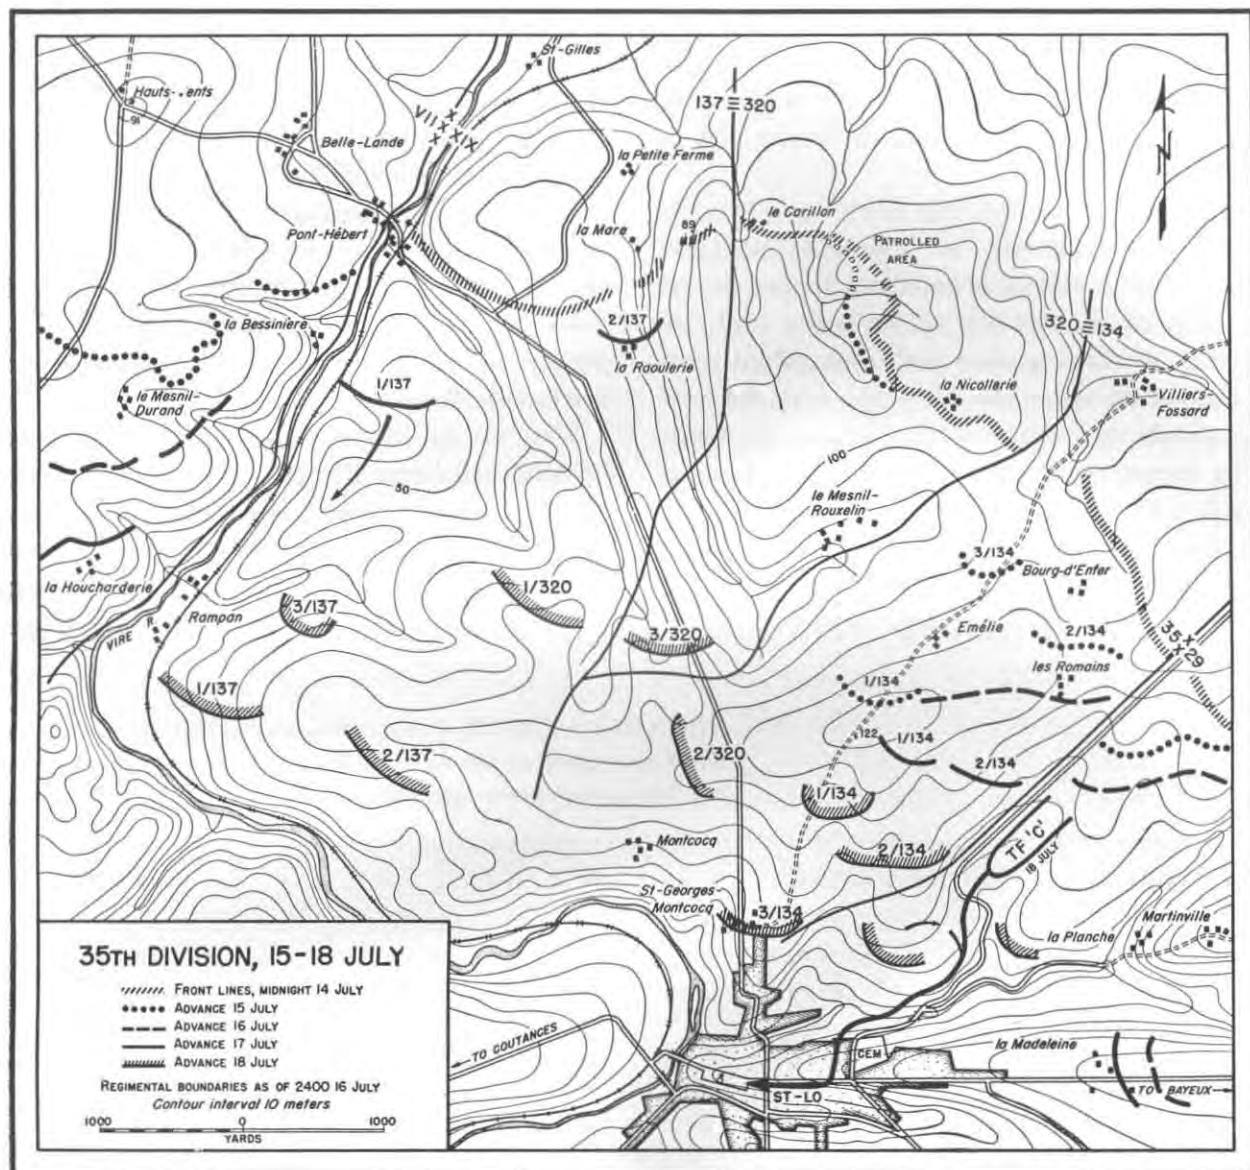 St-Gilles
Hauts-Vents
91
Belle-Lande
VII XIX
137 320
la Petite Ferme
le Carillon
Pont-Hébert
la Mare
89
PATROLLED
AREA
320 134
la Bessinière
2/137
la Raoulerie
la Nicollerie
Villiers-
Fossard
1/137
le Mesnil-
Durand
50
100
le Mesnil-
Rouxelin
3/134
Bourg-d'Enfer
la Houcharderie
VIRE R.
Rampan
3/137
1/320
3/320
Emélie
2/134
35 29
les Romains
1/137
1/134
122
1/134
2/137
2/320
2/134
1/134
TF 'C'
18 JULY
Montcocq
2/134
St-Georges-
Montcocq
3/134
la Planche
Martinville
35TH DIVISION, 15-18 JULY
FRONT LINES, MIDNIGHT 14 JULY
ADVANCE 15 JULY
ADVANCE 16 JULY
ADVANCE 17 JULY
ADVANCE 18 JULY
REGIMENTAL BOUNDARIES AS OF 2400 16 JULY
Contour interval 10 meters
1000 0 1000
YARDS
TO COUTANCES
CEM
la Madeleine
ST-LO
TO BAYEUX